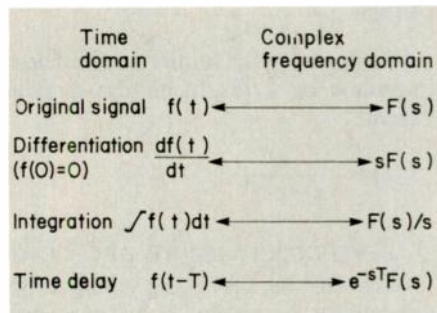 Time domain Complex frequency domain
Original signal f(t) ⟷ F(s)
Differentiation (f(0)=0) df(t)/dt ⟷ sF(s)
Integration ∫f(t)dt ⟷ F(s)/s
Time delay f(t-T) ⟷ e^{-sT}F(s)